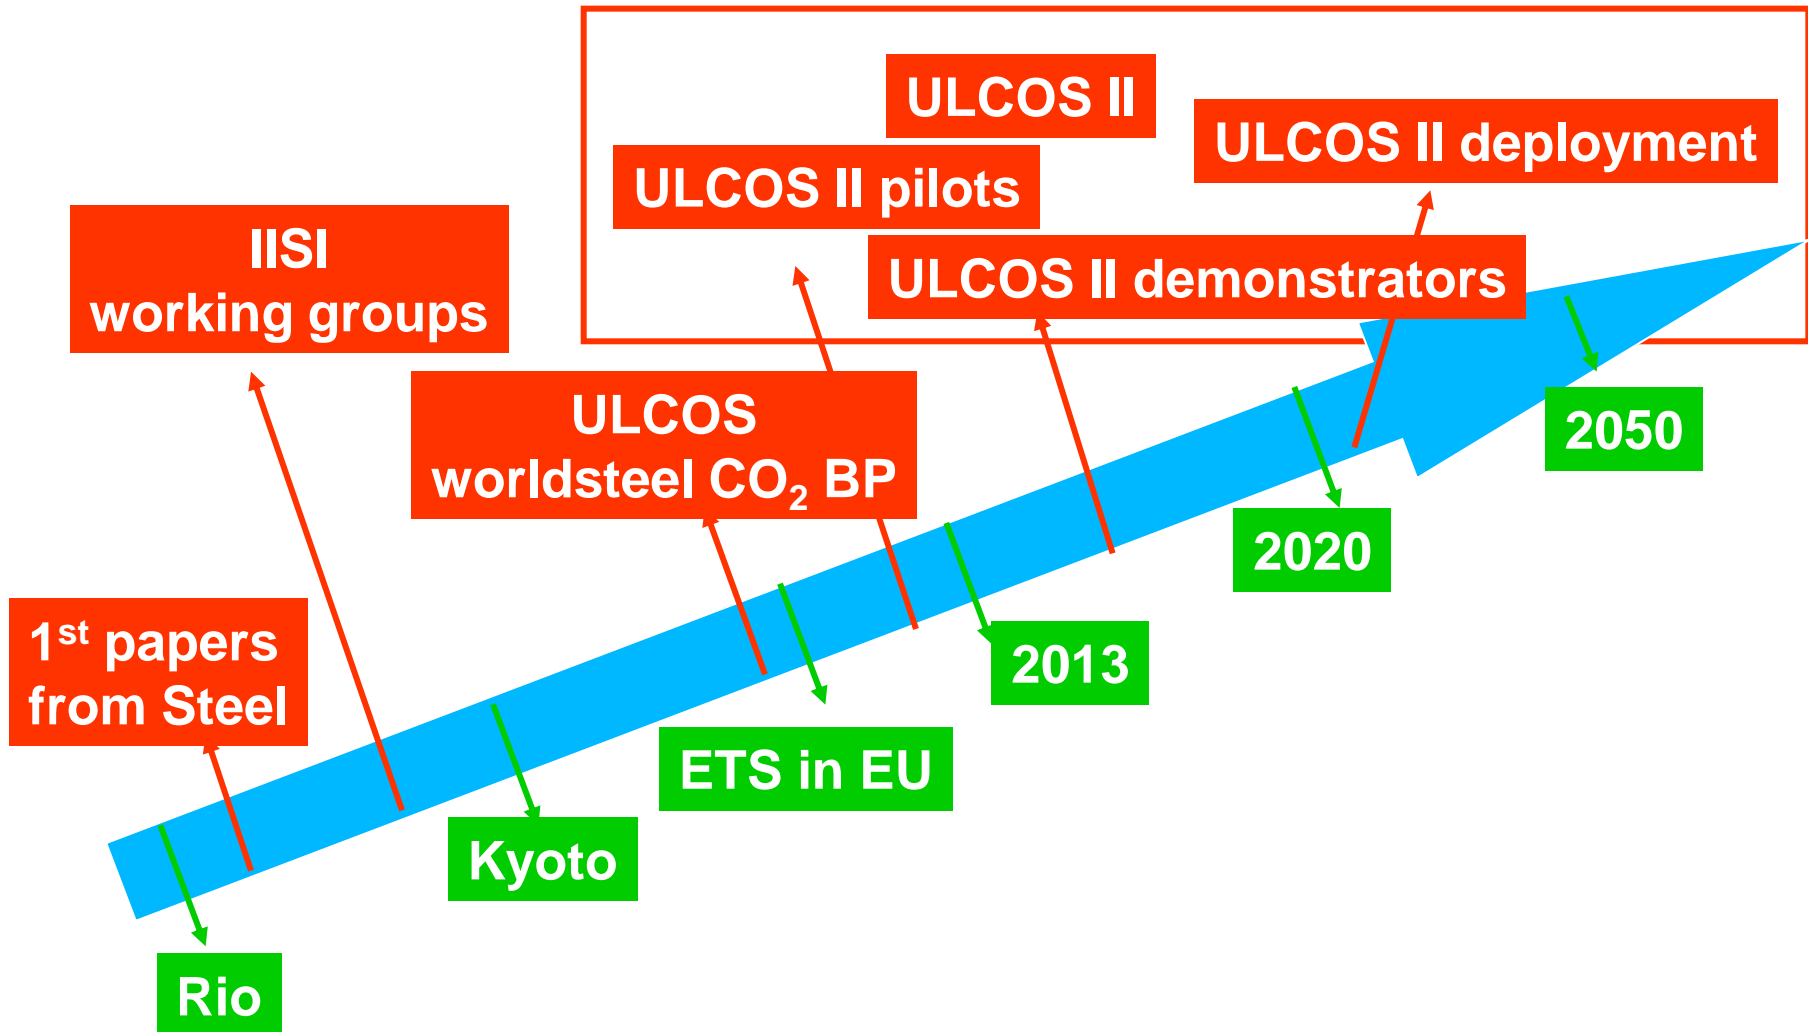 ULCOS II
ULCOS II deployment
ULCOS II pilots
IISI
working groups
ULCOS II demonstrators
ULCOS
worldsteel CO₂ BP
2050
2020
1st papers
from Steel
2013
ETS in EU
Kyoto
Rio